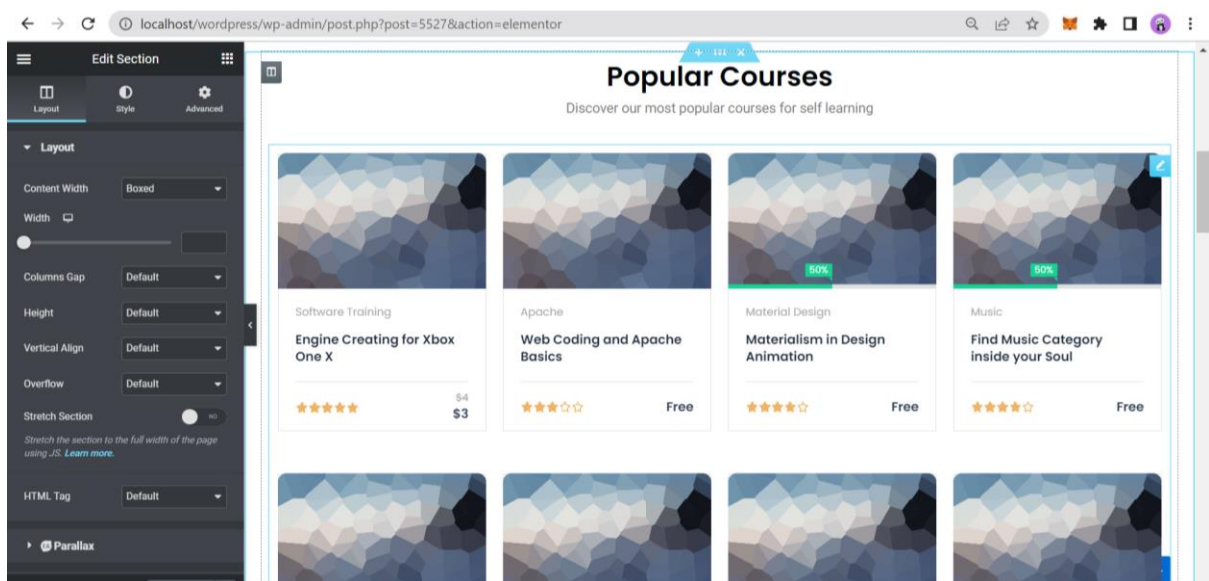 localhost/wordpress/wp-admin/post.php?post=5527&action=elementor
Edit Section
Layout
Style
Advanced
Layout
Content Width
Boxed
Width
Columns Gap
Default
Height
Default
Vertical Align
Default
Overflow
Default
Stretch Section
NO
Stretch the section to the full width of the page
using JS. Learn more.
HTML Tag
Default
Parallax
Popular Courses
Discover our most popular courses for self learning
Software Training
Engine Creating for Xbox
One X
$4
$3
Apache
Web Coding and Apache
Basics
Free
50%
Material Design
Materialism in Design
Animation
Free
50%
Music
Find Music Category
inside your Soul
Free